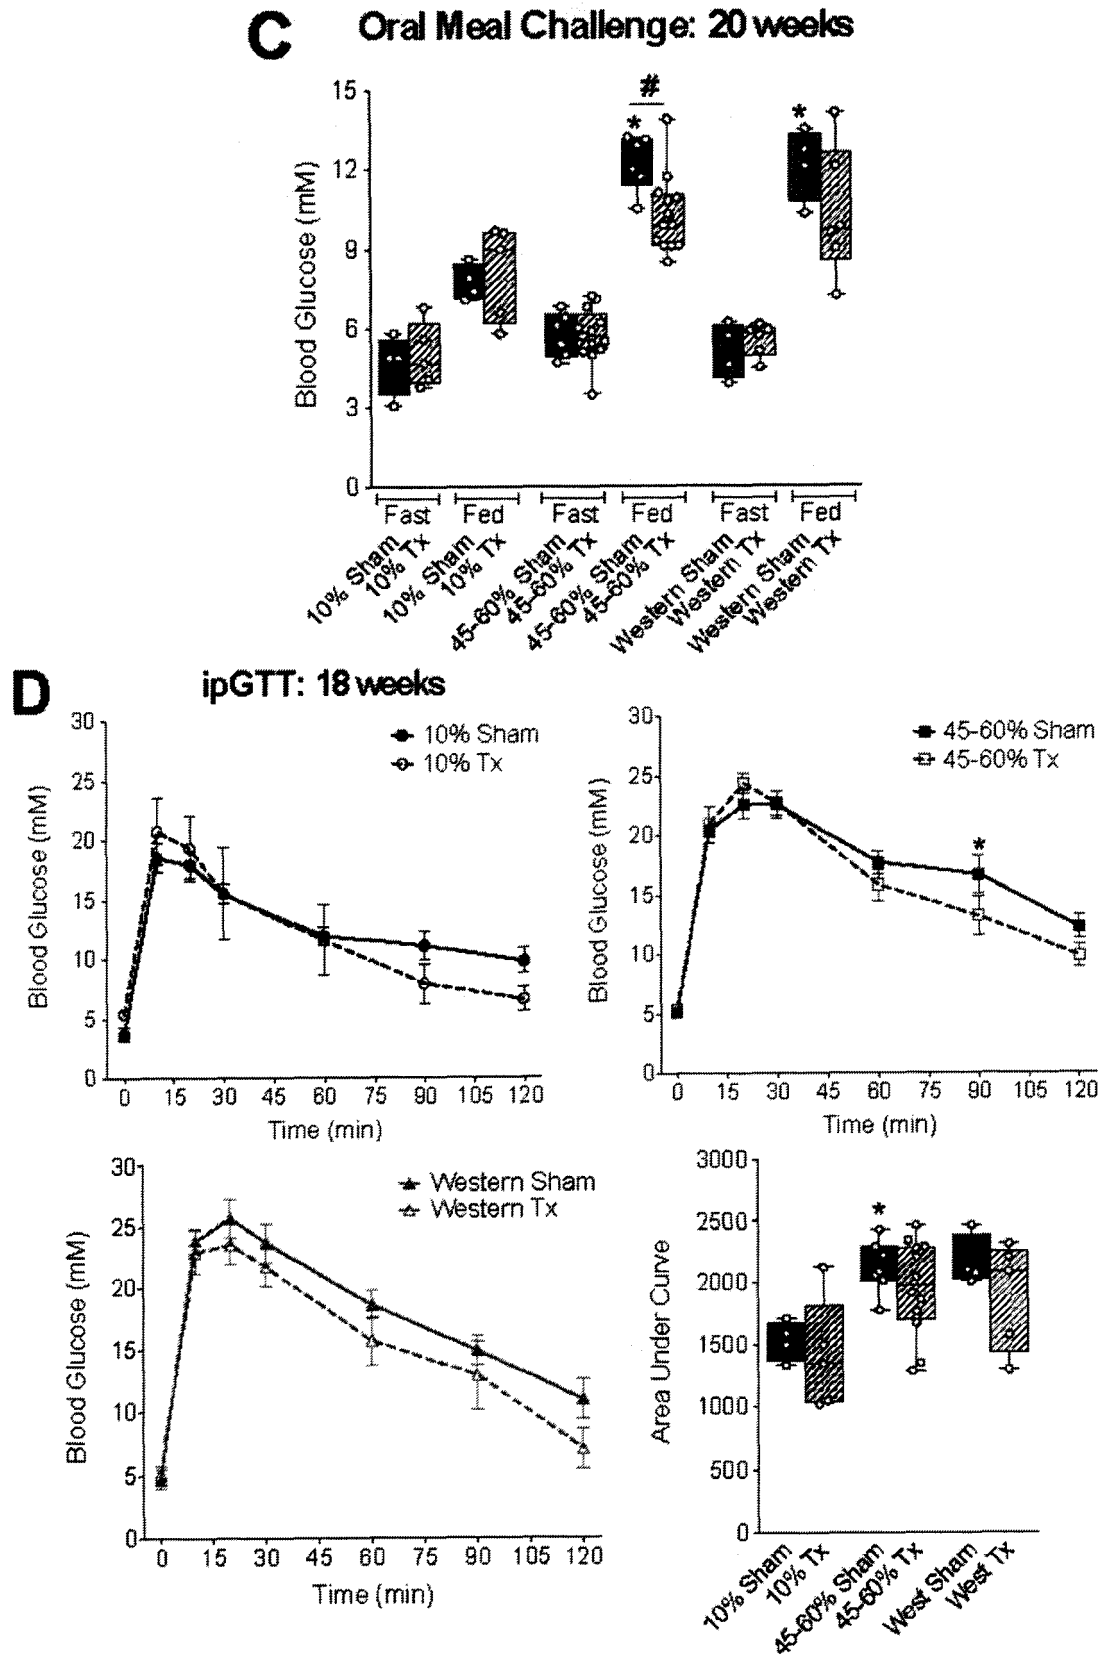 C
Oral Meal Challenge: 20 weeks
15
12
9
6
3
0
Blood Glucose (mM)
#
*
*
Fast
Fed
Fast
Fed
Fast
Fed
10% Sham
10% Tx
10% Sham
10% Tx
45-60% Sham
45-60% Tx
45-60% Sham
45-60% Tx
Western Sham
Western Tx
Western Sham
Western Tx
D
ipGTT: 18 weeks
30
25
20
15
10
5
0
Blood Glucose (mM)
10% Sham
10% Tx
0 15 30 45 60 75 90 105 120
Time (min)
30
25
20
15
10
5
0
Blood Glucose (mM)
45-60% Sham
45-60% Tx
*
0 15 30 45 60 75 90 105 120
Time (min)
30
25
20
15
10
5
0
Blood Glucose (mM)
Western Sham
Western Tx
0 15 30 45 60 75 90 105 120
Time (min)
3000
2500
2000
1500
1000
500
0
Area Under Curve
*
10% Sham
10% Tx
45-60% Sham
45-60% Tx
West Sham
West Tx